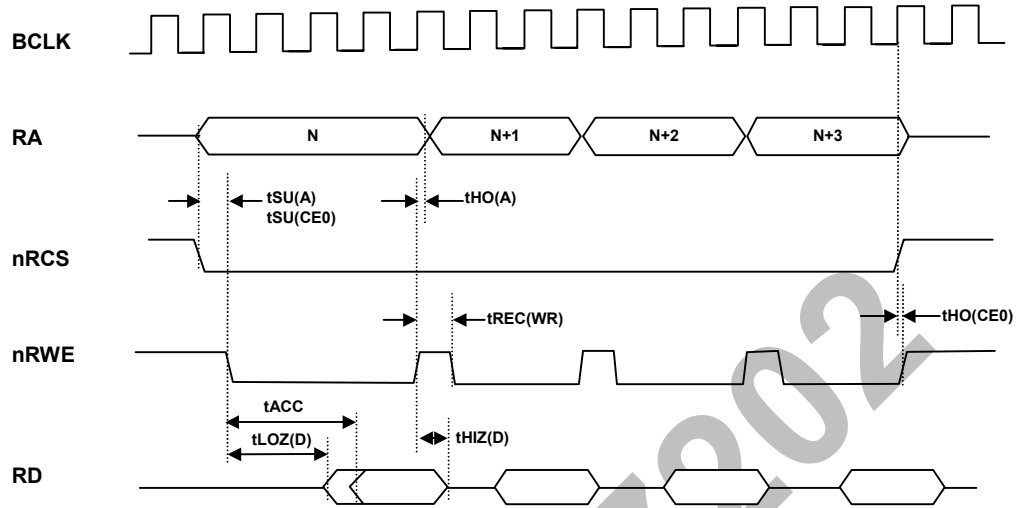 BCLK
RA
N
N+1
N+2
N+3
tSU(A)
tSU(CE0)
tHO(A)
nRCS
tREC(WR)
tHO(CE0)
nRWE
tACC
tLOZ(D)
tHIZ(D)
RD
202